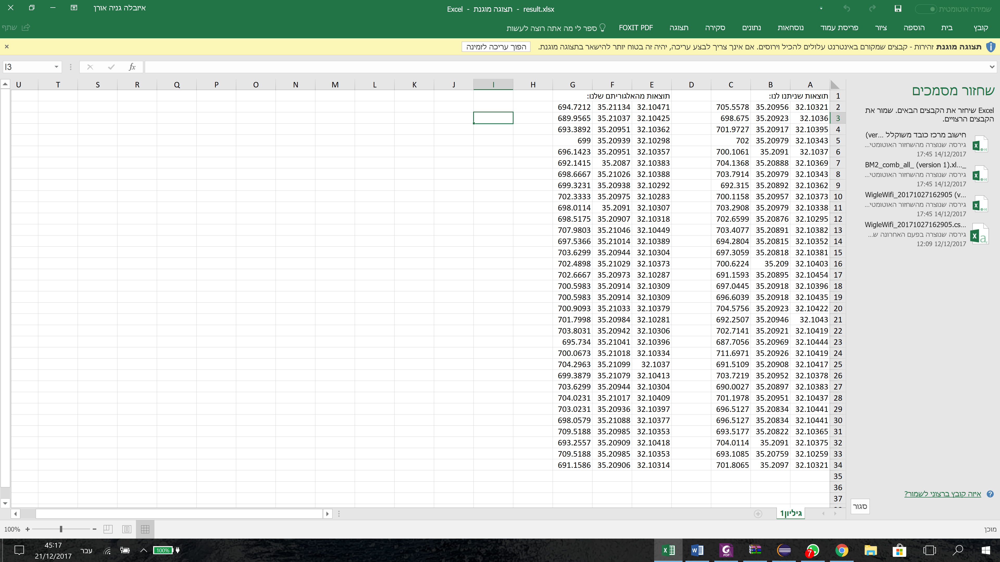 שמירה אוטומטית
result.xlsx - תצוגה מוגנת - Excel
איזבלה גניה אורן
קובץ בית הוספה ציור פריסת עמוד נוסחאות נתונים סקירה תצוגה FOXIT PDF ספר לי מה אתה רוצה לעשות שתף
תצוגה מוגנת זהירות - קבצים שמקורם באינטרנט עלולים להכיל וירוסים. אם אינך צריך לבצע עריכה, יהיה זה בטוח יותר להישאר בתצוגה מוגנת. הפוך עריכה לזמינה
I3 fx
שחזור מסמכים
Excel שיחזר את הקבצים הבאים. שמור את
הקבצים הרצויים.
חישוב מרכז כובד משוקלל ...(ver
גירסה שנוצרה מהשחזור האוטומטי...
17:45 14/12/2017
BM2_comb_all_ (version 1).xl..._
גירסה שנוצרה מהשחזור האוטומטי...
17:45 14/12/2017
WigleWifi_20171027162905 (v...
גירסה שנוצרה מהשחזור האוטומטי...
17:45 14/12/2017
WigleWifi_20171027162905.cs...
גירסה שנוצרה בפעם האחרונה ש...
12:09 12/12/2017
איזה קובץ ברצוני לשמור?
סגור
A B C D E F G H I J K L M N O P Q R S T U
1 תוצאות שניתנו לנו: תוצאות מהאלגוריתם שלנו:
2 32.10321 35.20956 705.5578 32.10471 35.21134 694.7212
3 32.1036 35.20923 698.675 32.10425 35.21037 689.9565
4 32.10395 35.20917 701.9727 32.10362 35.20951 693.3892
5 32.10343 35.20979 702 32.10298 35.20939 699
6 32.1037 35.2091 700.1061 32.10357 35.20951 696.1423
7 32.10369 35.20888 704.1368 32.10383 35.2087 692.1415
8 32.10343 35.20979 703.7914 32.10388 35.21026 698.6667
9 32.10362 35.20892 692.315 32.10292 35.20938 699.3231
10 32.10373 35.20957 700.1158 32.10283 35.20975 702.3333
11 32.10338 35.20979 703.2908 32.10307 35.2091 698.0114
12 32.10295 35.20876 702.6599 32.10318 35.20907 698.5175
13 32.10382 35.20891 703.4077 32.10449 35.21046 707.9803
14 32.10352 35.20815 694.2804 32.10389 35.21014 697.5366
15 32.10381 35.20818 697.3059 32.10304 35.20944 703.6299
16 32.10403 35.209 700.6224 32.10373 35.21029 702.4898
17 32.10454 35.20895 691.1593 32.10287 35.20973 702.6667
18 32.10396 35.20918 697.0445 32.10309 35.20914 700.5983
19 32.10435 35.20918 696.6039 32.10309 35.20914 700.5983
20 32.10422 35.20923 704.5756 32.10379 35.21033 700.9093
21 32.1043 35.20946 692.2507 32.10281 35.20984 701.7998
22 32.10419 35.20921 702.7141 32.10306 35.20942 703.8031
23 32.10444 35.20969 687.7056 32.10396 35.21041 695.734
24 32.10419 35.20926 711.6971 32.10334 35.21018 700.0673
25 32.10417 35.20908 691.5109 32.1037 35.21099 704.2963
26 32.10378 35.20952 703.7219 32.10413 35.21079 699.3879
27 32.10383 35.20897 690.0027 32.10304 35.20944 703.6299
28 32.10437 35.20951 701.1978 32.10409 35.21017 704.0231
29 32.10441 35.20834 696.5127 32.10397 35.20936 703.0231
30 32.10441 35.20834 696.5127 32.10377 35.21088 698.0579
31 32.10365 35.20822 693.5177 32.10353 35.20985 709.5188
32 32.10375 35.2091 704.0114 32.10418 35.20909 693.2557
33 32.10259 35.20759 693.1085 32.10353 35.20985 709.5188
34 32.10321 35.2097 701.8065 32.10314 35.20906 691.1586
35
36
37
גיליון1
מוכן
100%
7
100%
עבר
45:17
21/12/2017